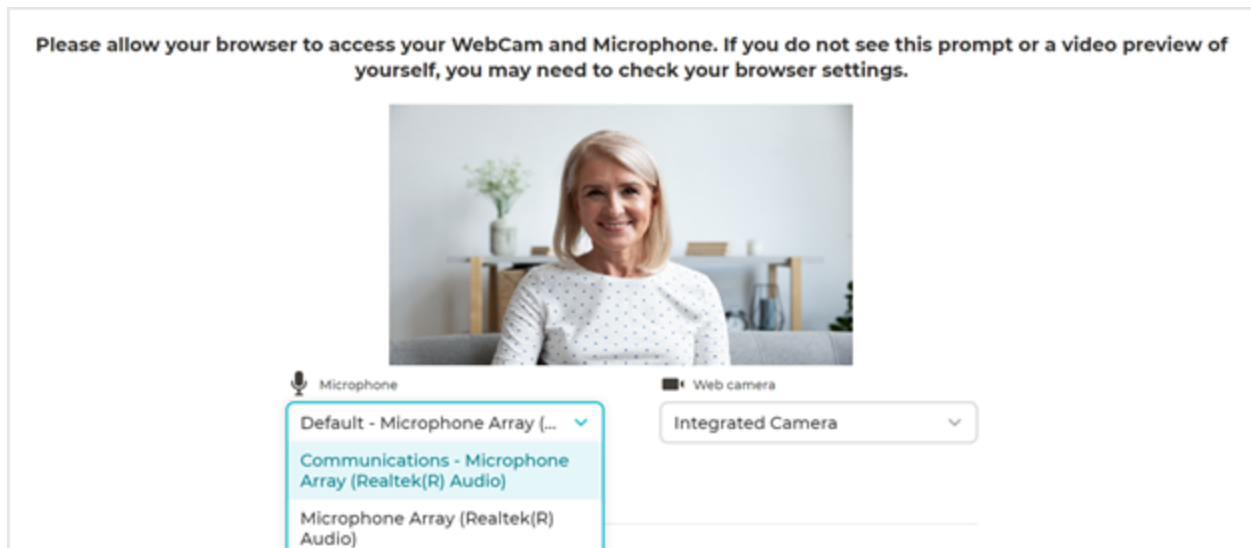 Please allow your browser to access your WebCam and Microphone. If you do not see this prompt or a video preview of
yourself, you may need to check your browser settings.
Microphone
Web camera
Default - Microphone Array (...
Integrated Camera
Communications - Microphone
Array (Realtek(R) Audio)
Microphone Array (Realtek(R)
Audio)